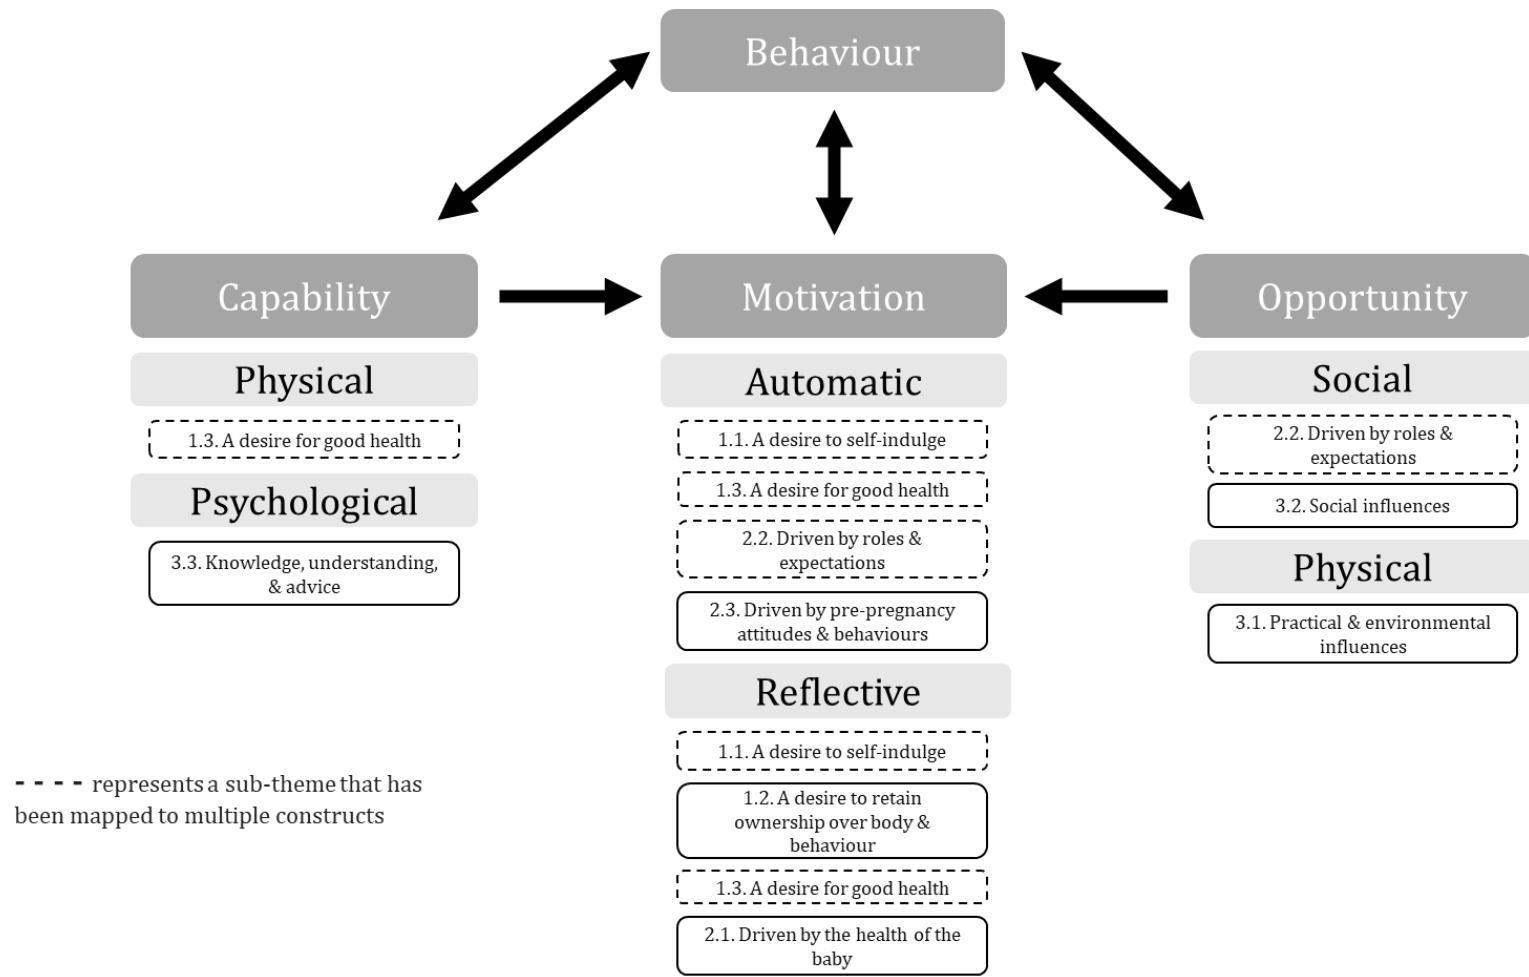 Behaviour
Capability
Physical
1.3. A desire for good health
Psychological
3.3. Knowledge, understanding,
& advice
Motivation
Automatic
1.1. A desire to self-indulge
1.3. A desire for good health
2.2. Driven by roles &
expectations
2.3. Driven by pre-pregnancy
attitudes & behaviours
Reflective
1.1. A desire to self-indulge
1.2. A desire to retain
ownership over body &
behaviour
1.3. A desire for good health
2.1. Driven by the health of the
baby
Opportunity
Social
2.2. Driven by roles &
expectations
3.2. Social influences
Physical
3.1. Practical & environmental
influences
- - - - represents a sub-theme that has
been mapped to multiple constructs